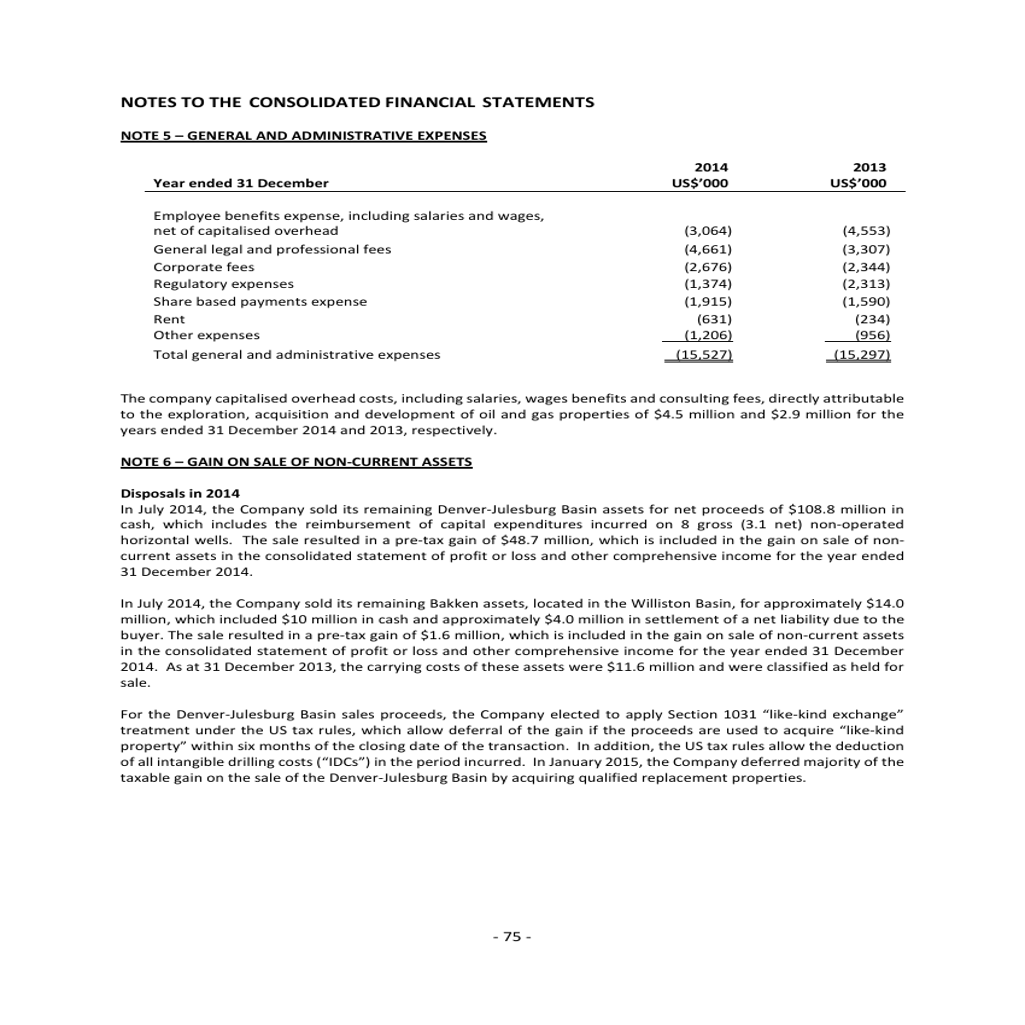 NOTES TO THE CONSOLIDATED FINANCIAL STATEMENTS
NOTE 5 – GENERAL AND ADMINISTRATIVE EXPENSES
2014 2013
Year ended 31 December US$’000 US$’000
Employee benefits expense, including salaries and wages,
net of capitalised overhead (3,064) (4,553)
General legal and professional fees (4,661) (3,307)
Corporate fees (2,676) (2,344)
Regulatory expenses (1,374) (2,313)
Share based payments expense (1,915) (1,590)
Rent (631) (234)
Other expenses (1,206) (956)
Total general and administrative expenses (15,527) (15,297)
The company capitalised overhead costs, including salaries, wages benefits and consulting fees, directly attributable
to the exploration, acquisition and development of oil and gas properties of $4.5 million and $2.9 million for the
years ended 31 December 2014 and 2013, respectively.
NOTE 6 – GAIN ON SALE OF NON-CURRENT ASSETS
Disposals in 2014
In July 2014, the Company sold its remaining Denver-Julesburg Basin assets for net proceeds of $108.8 million in
cash, which includes the reimbursement of capital expenditures incurred on 8 gross (3.1 net) non-operated
horizontal wells. The sale resulted in a pre-tax gain of $48.7 million, which is included in the gain on sale of non-
current assets in the consolidated statement of profit or loss and other comprehensive income for the year ended
31 December 2014.
In July 2014, the Company sold its remaining Bakken assets, located in the Williston Basin, for approximately $14.0
million, which included $10 million in cash and approximately $4.0 million in settlement of a net liability due to the
buyer. The sale resulted in a pre-tax gain of $1.6 million, which is included in the gain on sale of non-current assets
in the consolidated statement of profit or loss and other comprehensive income for the year ended 31 December
2014. As at 31 December 2013, the carrying costs of these assets were $11.6 million and were classified as held for
sale.
For the Denver-Julesburg Basin sales proceeds, the Company elected to apply Section 1031 “like-kind exchange”
treatment under the US tax rules, which allow deferral of the gain if the proceeds are used to acquire “like-kind
property” within six months of the closing date of the transaction. In addition, the US tax rules allow the deduction
of all intangible drilling costs (“IDCs”) in the period incurred. In January 2015, the Company deferred majority of the
taxable gain on the sale of the Denver-Julesburg Basin by acquiring qualified replacement properties.
- 75 -